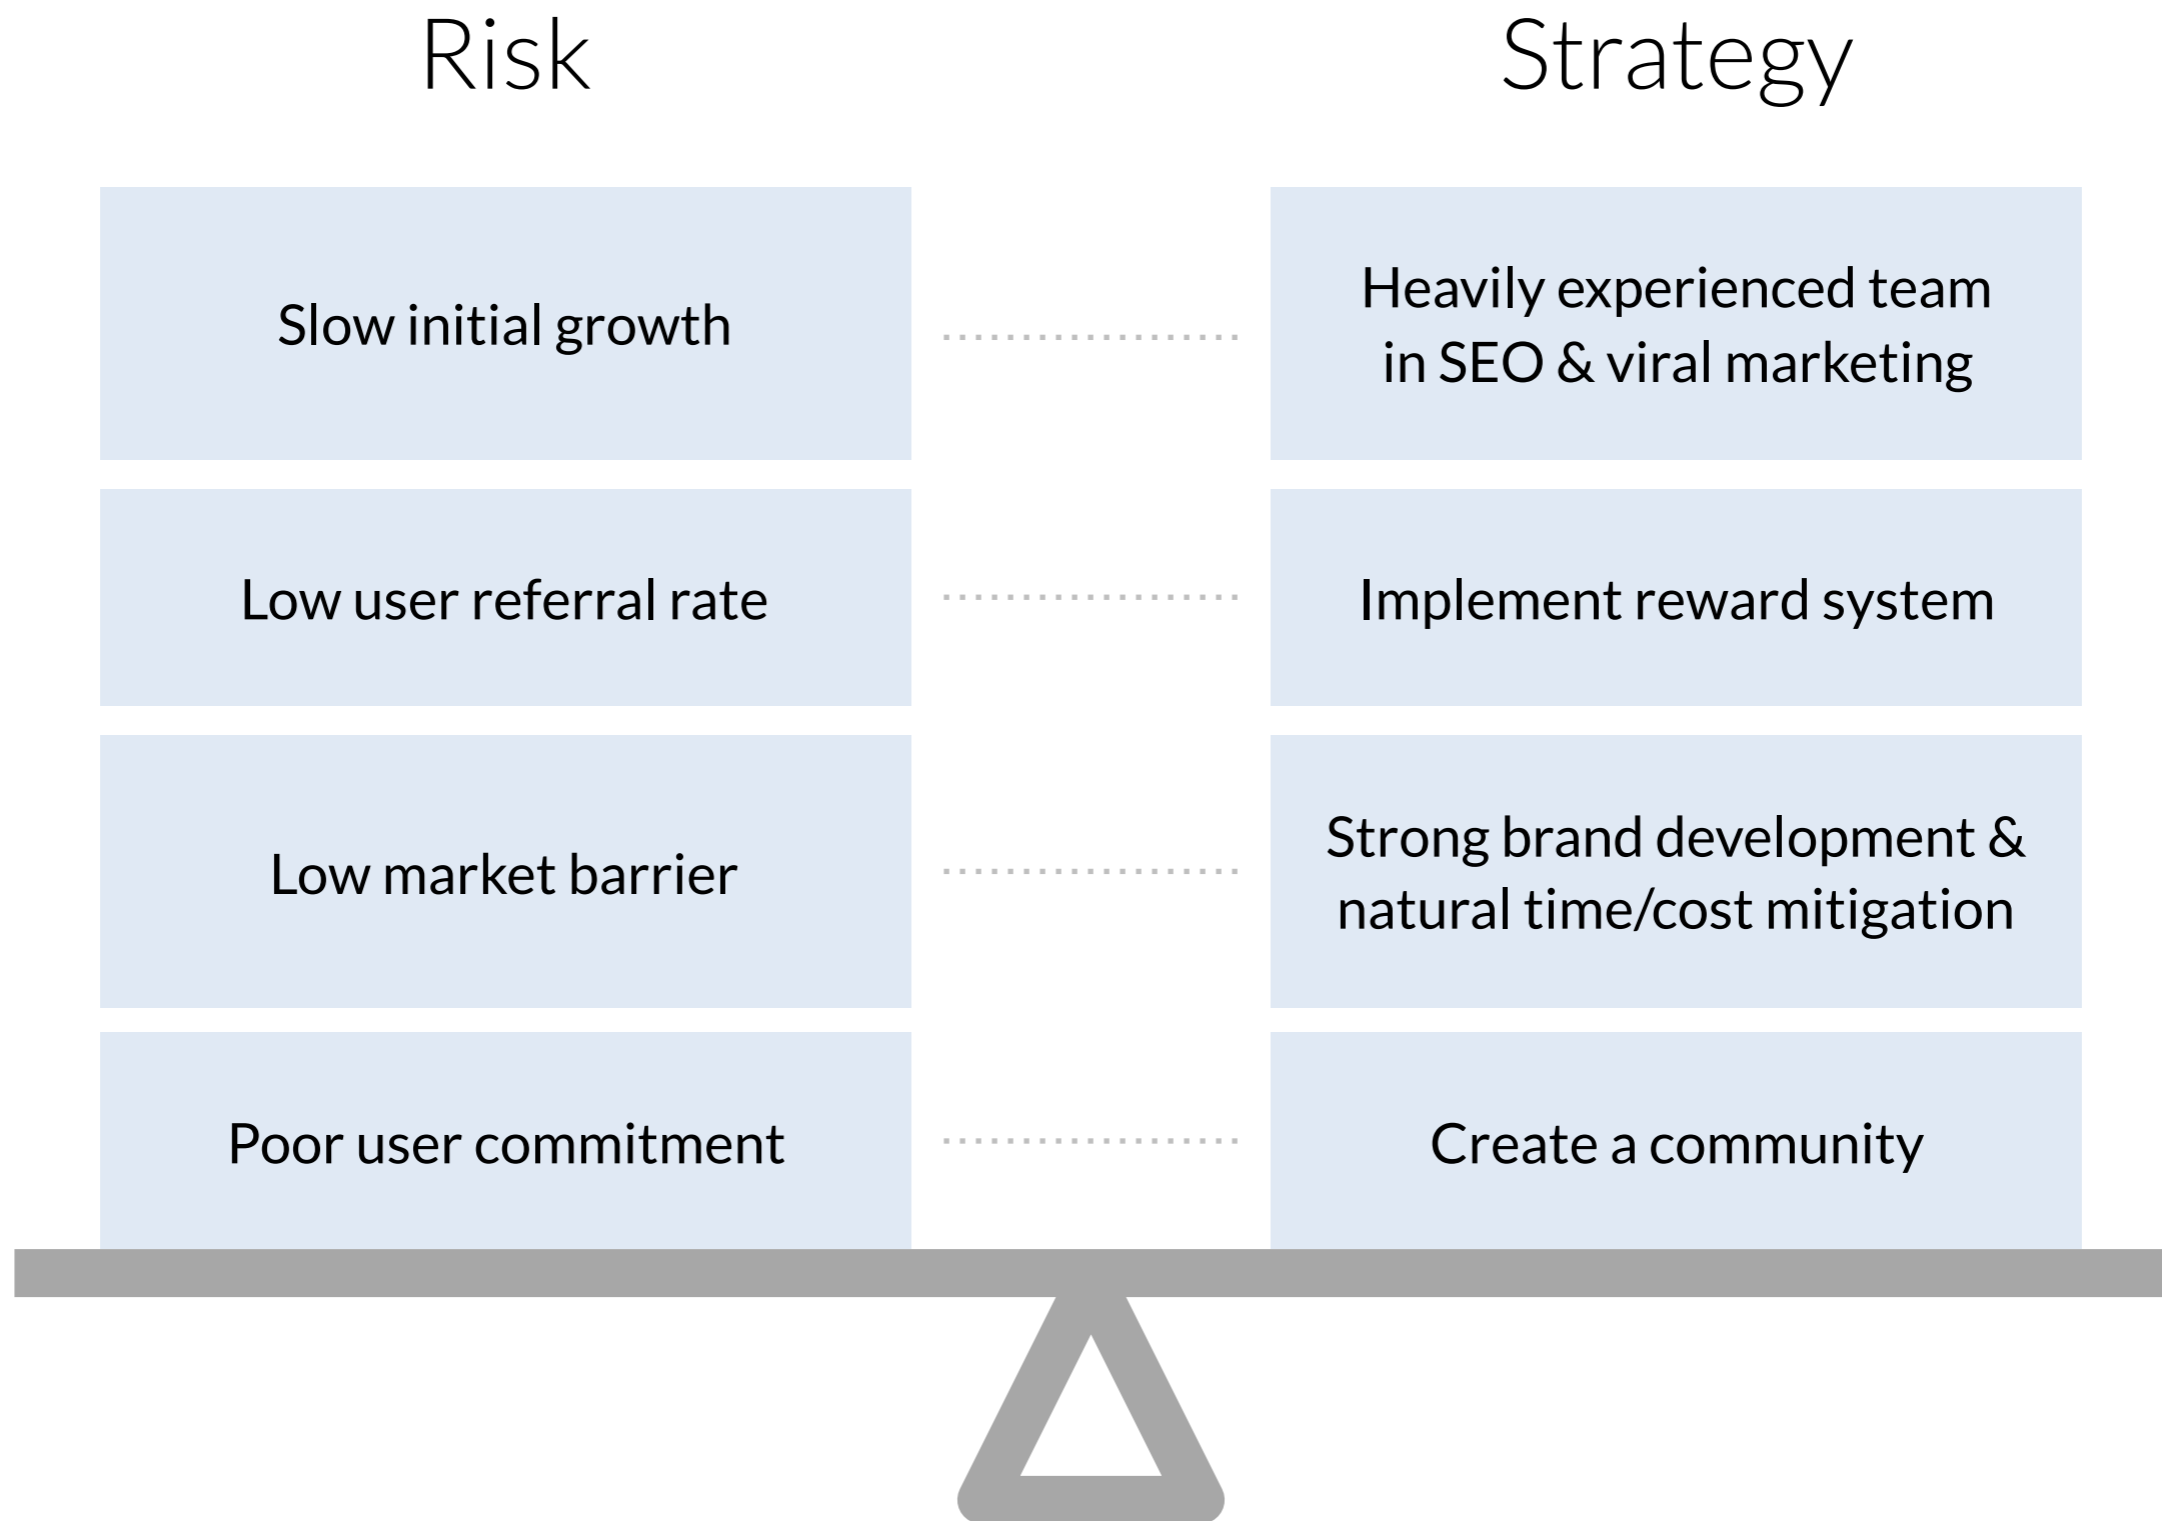 Risk
Strategy
Slow initial growth
Heavily experienced team
in SEO & viral marketing
Low user referral rate
Implement reward system
Low market barrier
Strong brand development &
natural time/cost mitigation
Poor user commitment
Create a community